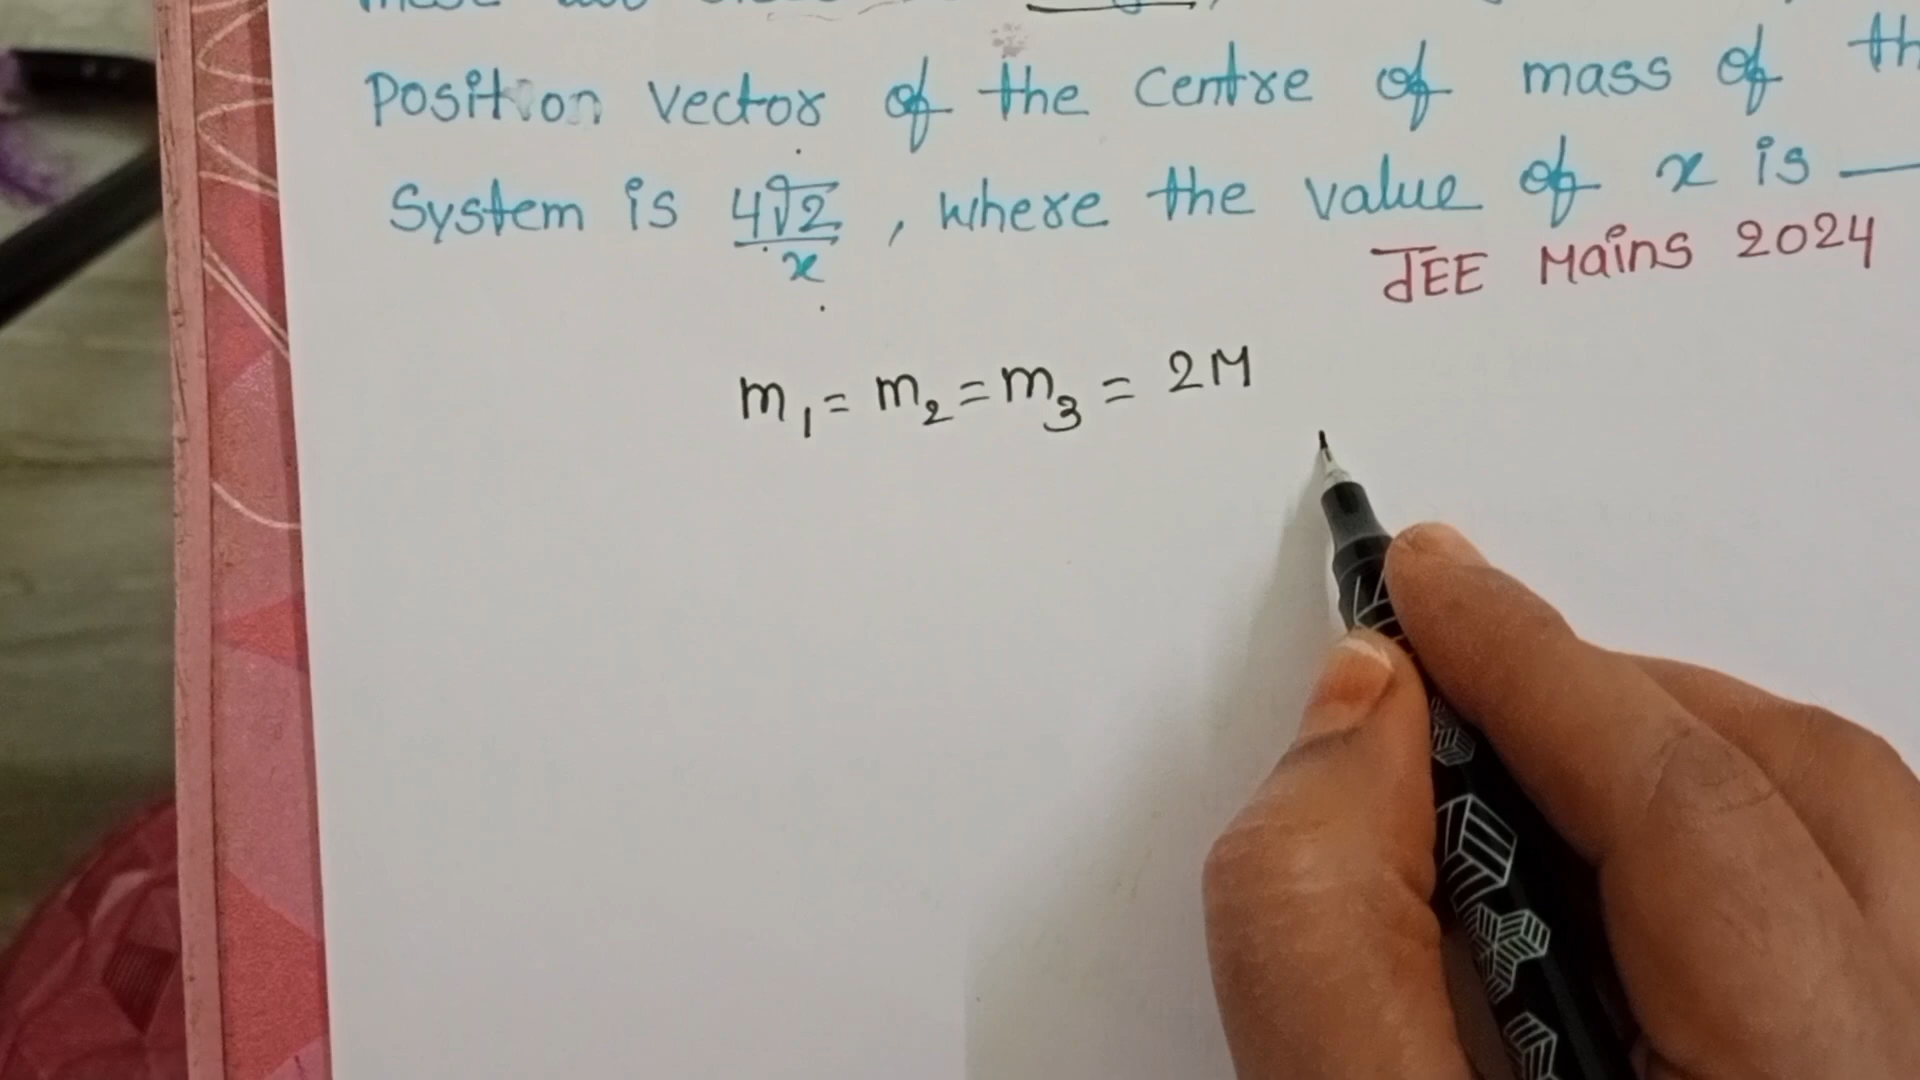 Position vector of the centre of mass of th
System is 4√2/x , where the value of x is —
JEE Mains 2024
m₁ = m₂ = m₃ = 2M